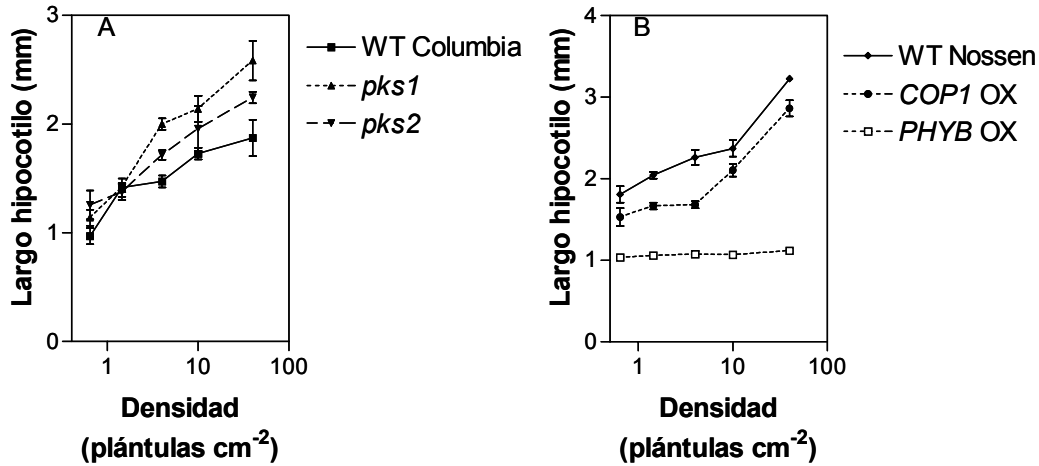 A
Largo hipocotilo (mm)
3
2
1
0
1 10 100
Densidad
(plántulas cm-2)
WT Columbia
pks1
pks2
B
Largo hipocotilo (mm)
4
3
2
1
0
1 10 100
Densidad
(plántulas cm-2)
WT Nossen
COP1 OX
PHYB OX